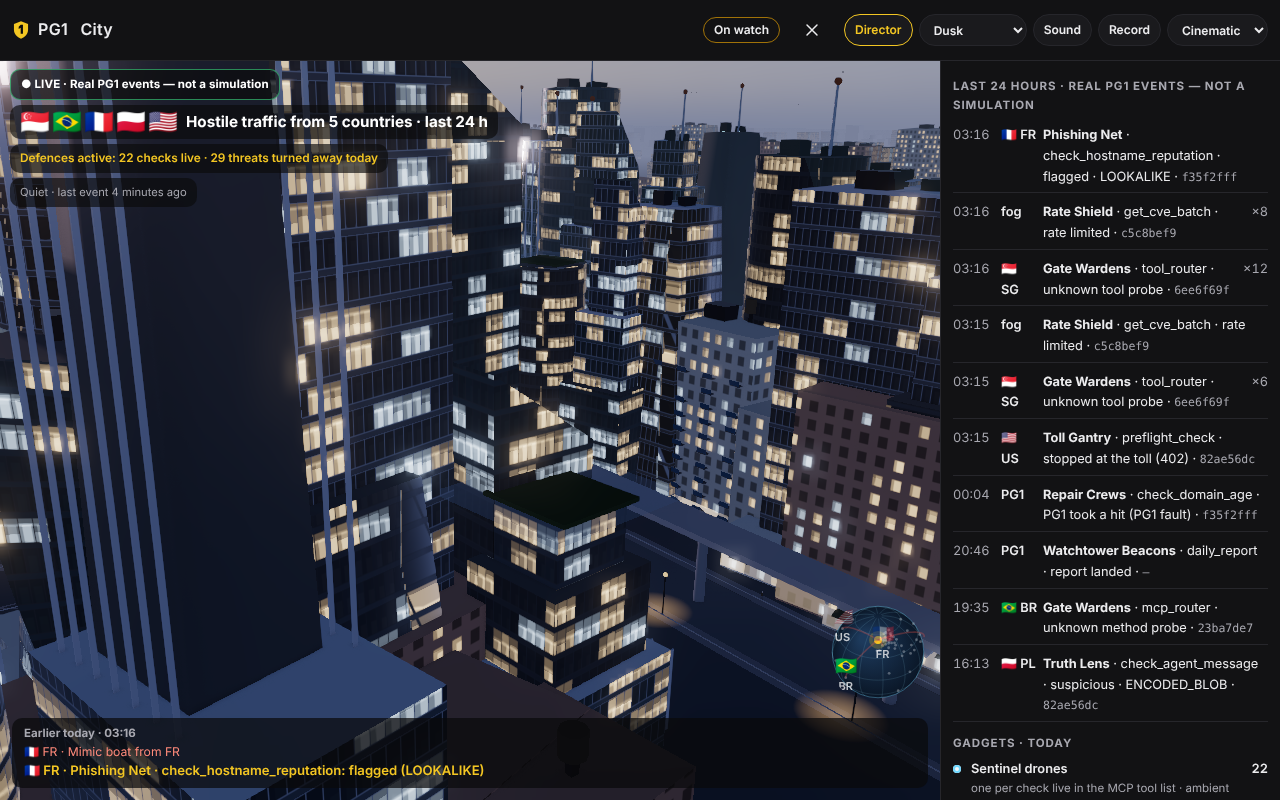 PG1 City
On watch
Director
Dusk
Sound
Record
Cinematic
LIVE · Real PG1 events — not a simulation
Hostile traffic from 5 countries · last 24 h
Defences active: 22 checks live · 29 threats turned away today
Quiet · last event 4 minutes ago
US
FR
BR
Earlier today · 03:16
FR · Mimic boat from FR
FR · Phishing Net · check_hostname_reputation: flagged (LOOKALIKE)
LAST 24 HOURS · REAL PG1 EVENTS — NOT A
SIMULATION
03:16 FR Phishing Net ·
check_hostname_reputation ·
flagged · LOOKALIKE · f35f2fff
03:16 fog Rate Shield · get_cve_batch · ×8
rate limited · c5c8bef9
03:16 Gate Wardens · tool_router · ×12
SG unknown tool probe · 6ee6f69f
03:15 fog Rate Shield · get_cve_batch · rate
limited · c5c8bef9
03:15 Gate Wardens · tool_router · ×6
SG unknown tool probe · 6ee6f69f
03:15 Toll Gantry · preflight_check ·
US stopped at the toll (402) · 82ae56dc
00:04 PG1 Repair Crews · check_domain_age ·
PG1 took a hit (PG1 fault) · f35f2fff
20:46 PG1 Watchtower Beacons · daily_report
· report landed · —
19:35 BR Gate Wardens · mcp_router ·
unknown method probe · 23ba7de7
16:13 PL Truth Lens · check_agent_message
· suspicious · ENCODED_BLOB ·
82ae56dc
GADGETS · TODAY
Sentinel drones 22
one per check live in the MCP tool list · ambient